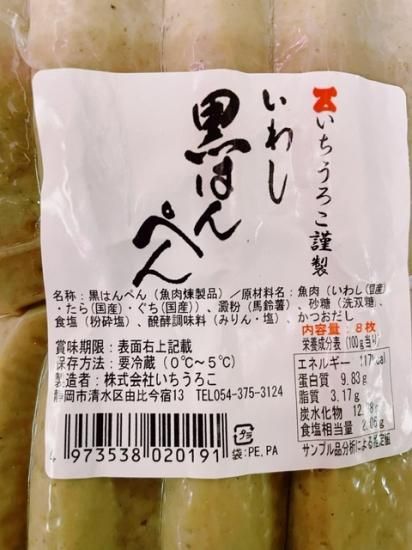 いちうろこ謹製
いわし
黒はんぺん
名称:黒はんぺん(魚肉煉製品)/原材料名:魚肉(いわし(国産)
・たら(国産)・ぐち(国産))、澱粉(馬鈴薯)、砂糖(洗双糖)、
食塩(粉砕塩)、醗酵調味料(みりん・塩)、かつおだし
内容量:8枚
賞味期限:表面右上記載
保存方法:要冷蔵(0℃~5℃)
製造者:株式会社いちうろこ
静岡市清水区由比今宿13 TEL054-375-3124
栄養成分表(100g当り)
エネルギー 117kcal
蛋白質 9.83g
脂質 3.17g
炭水化物
食塩相当量 2.06g
サンプル品分析による推定値
プラ
袋:PE,PA
4 973538 020191